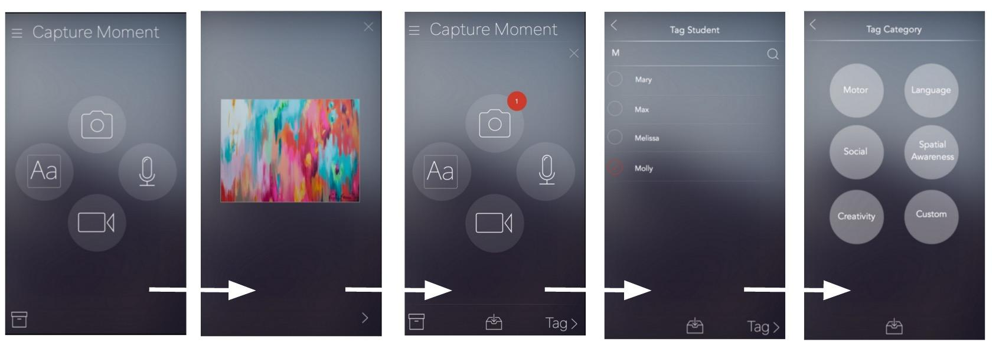 Capture Moment
Aa
Capture Moment
1
Aa
Tag >
Tag Student
M
Mary
Max
Melissa
Molly
Tag >
Tag Category
Motor
Language
Social
Spatial
Awareness
Creativity
Custom